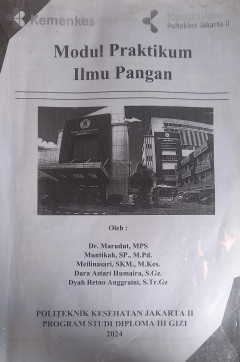 Kemenkes
Kemenkes
Poltekkes Jakarta II
Modul Praktikum
Ilmu Pangan
Oleh :
Dr. Marudut, MPS
Muntikah, SP., M.Pd.
Meilinasari, SKM., M.Kes.
Dara Astari Humaira, S.Gz.
Dyah Retno Anggraini, S.Tr.Gz
POLITEKNIK KESEHATAN JAKARTA II
PROGRAM STUDI DIPLOMA III GIZI
2024